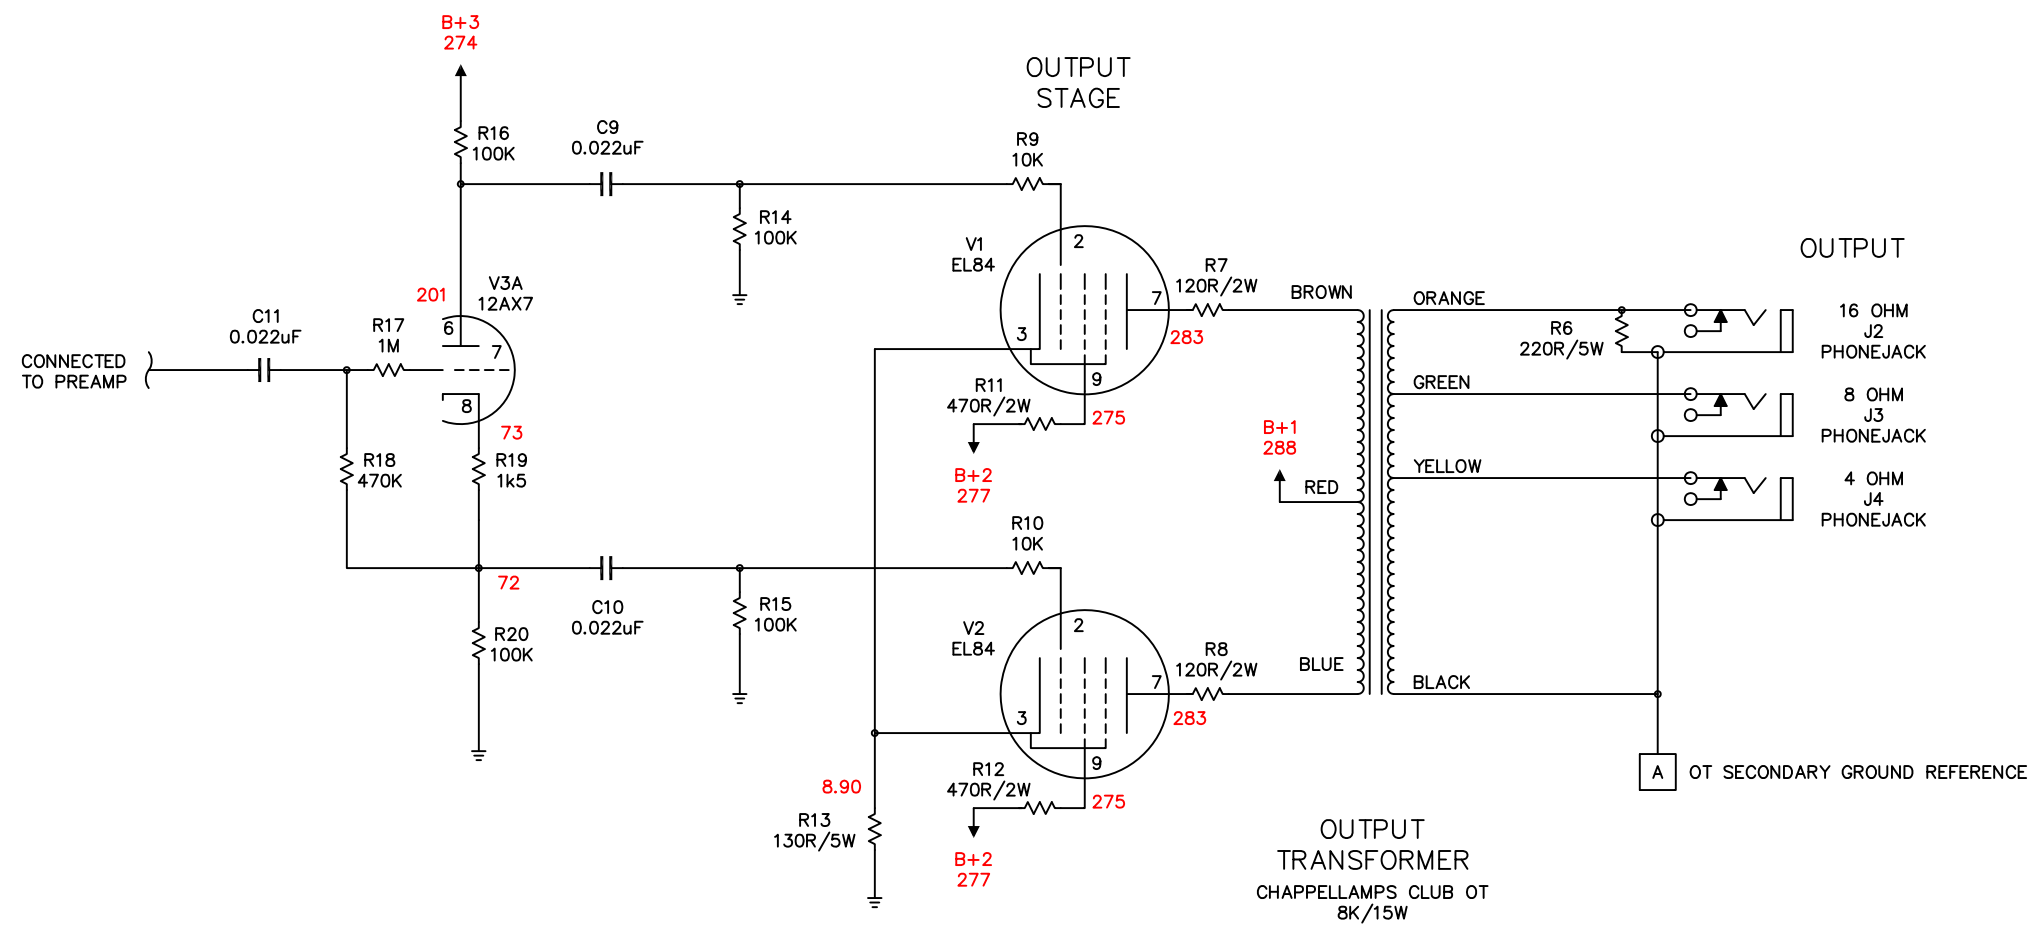 B+3
274
OUTPUT
STAGE
R16
100K
C9
0.022uF
R9
10K
R14
100K
V1
EL84
2
3
7
9
R7
120R/2W
283
BROWN
ORANGE
OUTPUT
16 OHM
J2
PHONEJACK
R6
220R/5W
201
V3A
12AX7
6
7
8
C11
0.022uF
R17
1M
CONNECTED
TO PREAMP
GREEN
8 OHM
J3
PHONEJACK
R11
470R/2W
275
B+2
277
B+1
288
RED
YELLOW
4 OHM
J4
PHONEJACK
73
R18
470K
R19
1k5
72
C10
0.022uF
R10
10K
R15
100K
R20
100K
V2
EL84
2
3
7
9
R8
120R/2W
283
BLUE
BLACK
8.90
R13
130R/5W
R12
470R/2W
275
B+2
277
A
OT SECONDARY GROUND REFERENCE
OUTPUT
TRANSFORMER
CHAPPELLAMPS CLUB OT
8K/15W